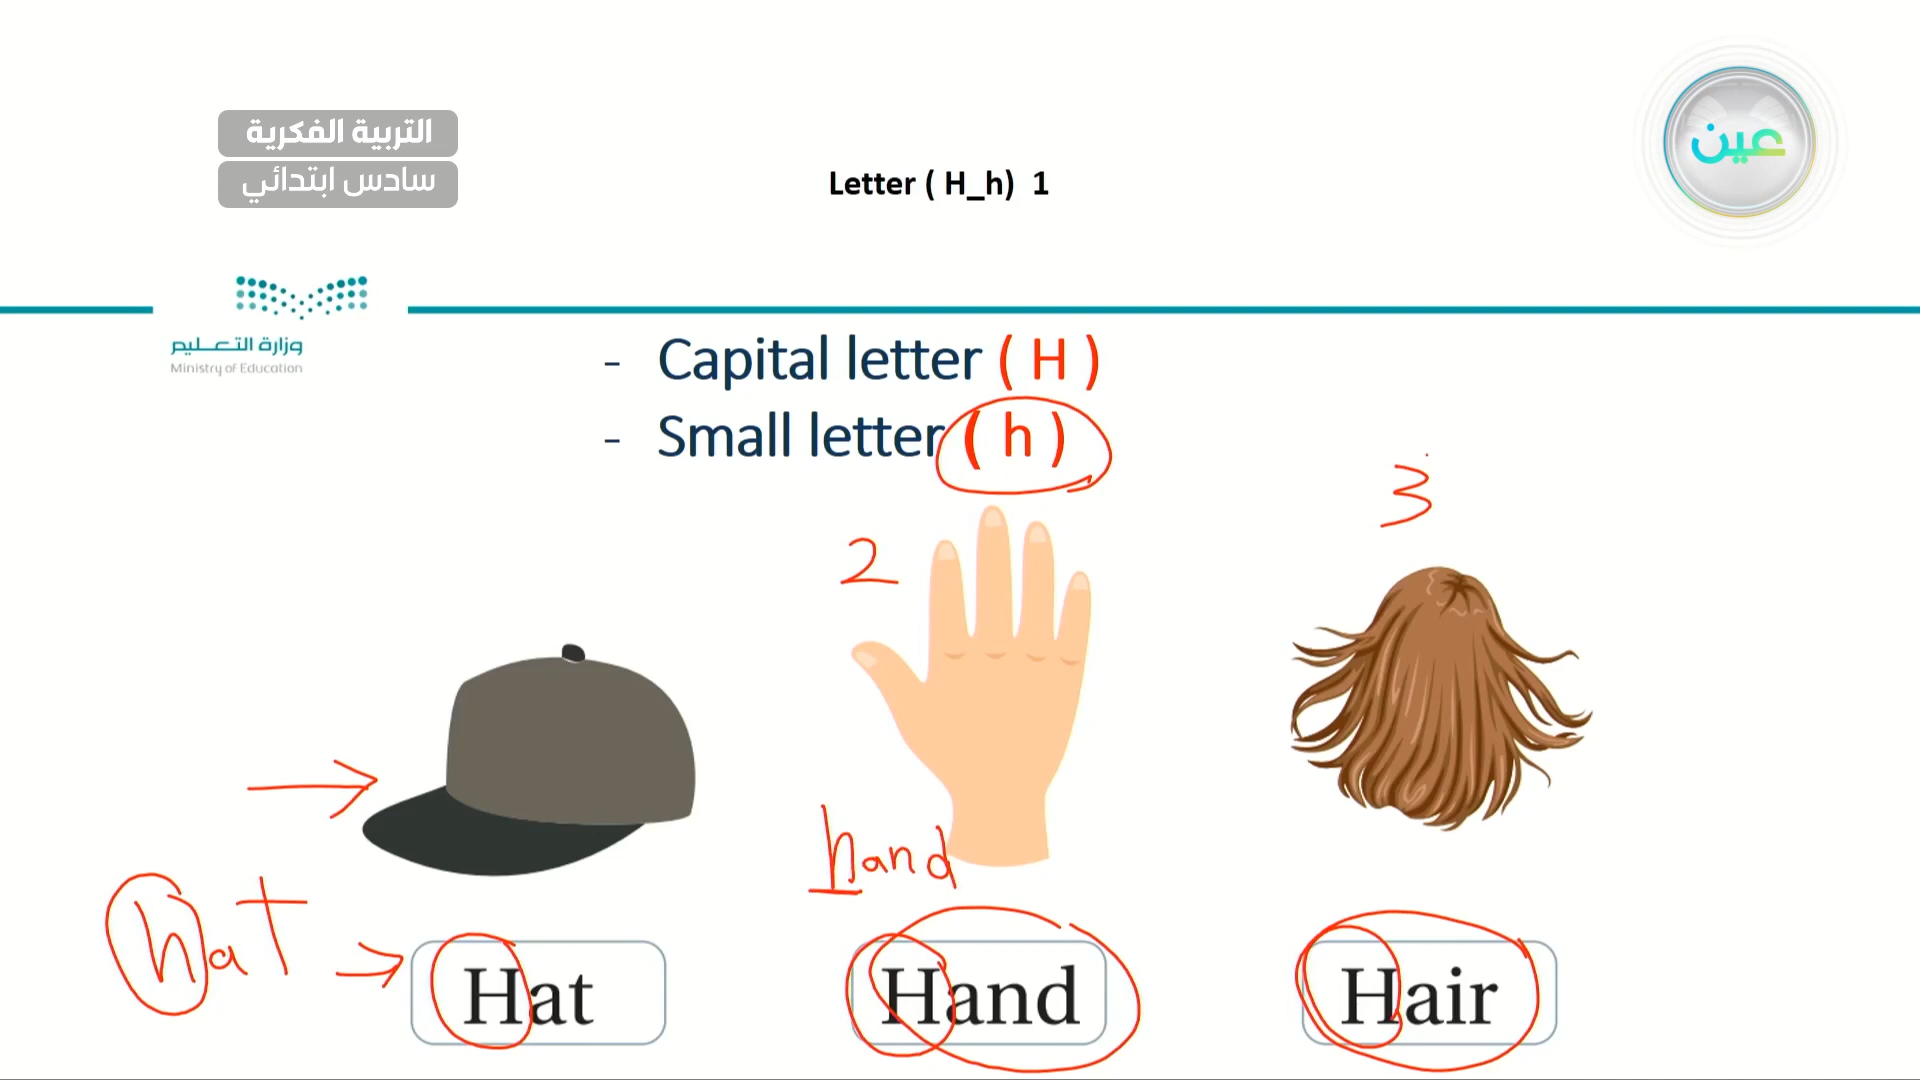 التربية الفكرية
سادس ابتدائي
Letter ( H_h) 1
عين
وزارة التعليم
Ministry of Education
- Capital letter ( H )
- Small letter ( h )
2
3
hand
hat
Hat
Hand
Hair